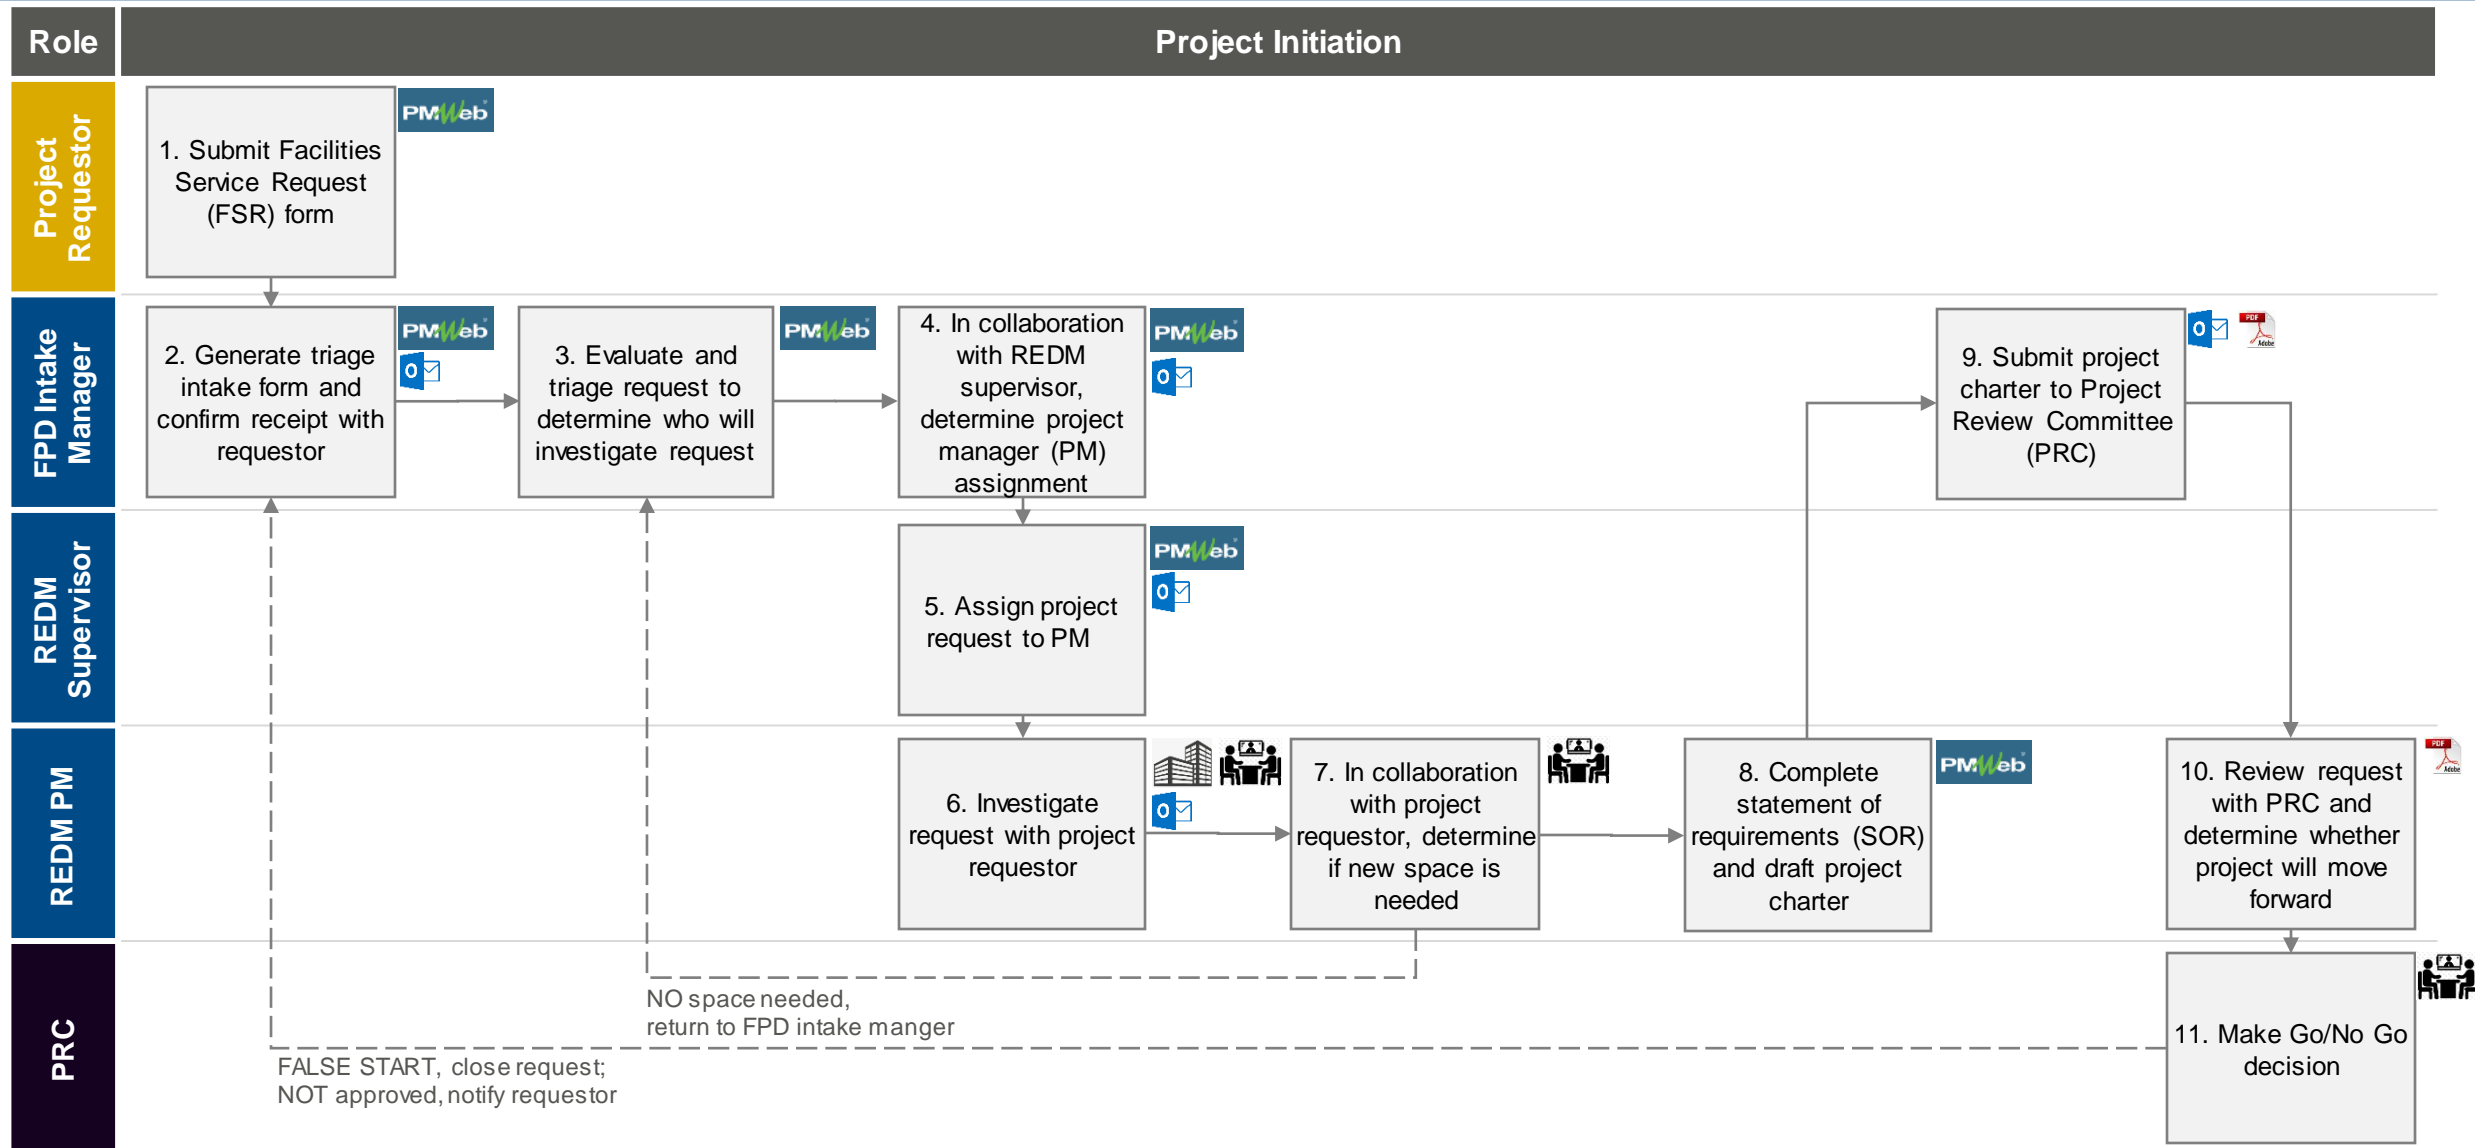 Role
Project Initiation
Project
Requestor
1. Submit Facilities
Service Request
(FSR) form
PMWeb
FPD Intake
Manager
2. Generate triage
intake form and
confirm receipt with
requestor
PMWeb
3. Evaluate and
triage request to
determine who will
investigate request
PMWeb
4. In collaboration
with REDM
supervisor,
determine project
manager (PM)
assignment
PMWeb
9. Submit project
charter to Project
Review Committee
(PRC)
PDF
Adobe
REDM
Supervisor
5. Assign project
request to PM
PMWeb
REDM PM
6. Investigate
request with project
requestor
7. In collaboration
with project
requestor, determine
if new space is
needed
8. Complete
statement of
requirements (SOR)
and draft project
charter
PMWeb
10. Review request
with PRC and
determine whether
project will move
forward
PDF
Adobe
PRC
NO space needed,
return to FPD intake manger
FALSE START, close request;
NOT approved, notify requestor
11. Make Go/No Go
decision